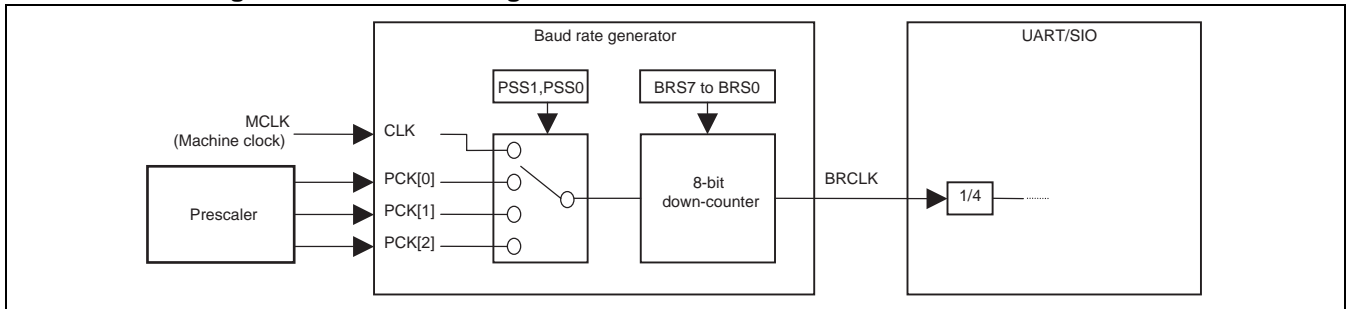 Baud rate generator
UART/SIO
PSS1,PSS0
BRS7 to BRS0
MCLK
(Machine clock)
CLK
PCK[0]
PCK[1]
PCK[2]
Prescaler
8-bit
down-counter
BRCLK
1/4